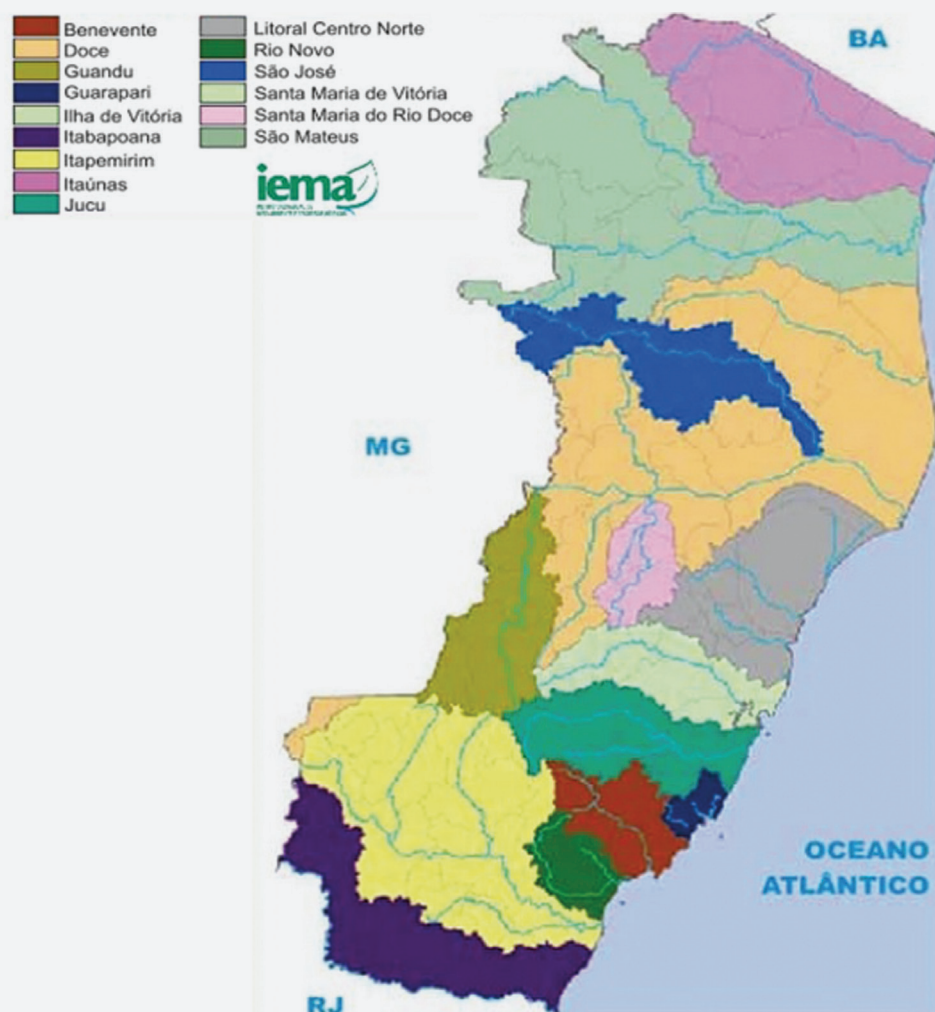 Benevente
Doce
Guandu
Guarapari
Ilha de Vitória
Itabapoana
Itapemirim
Itaúnas
Jucu
Litoral Centro Norte
Rio Novo
São José
Santa Maria de Vitória
Santa Maria do Rio Doce
São Mateus
iema
BA
MG
OCEANO
ATLÂNTICO
RJ